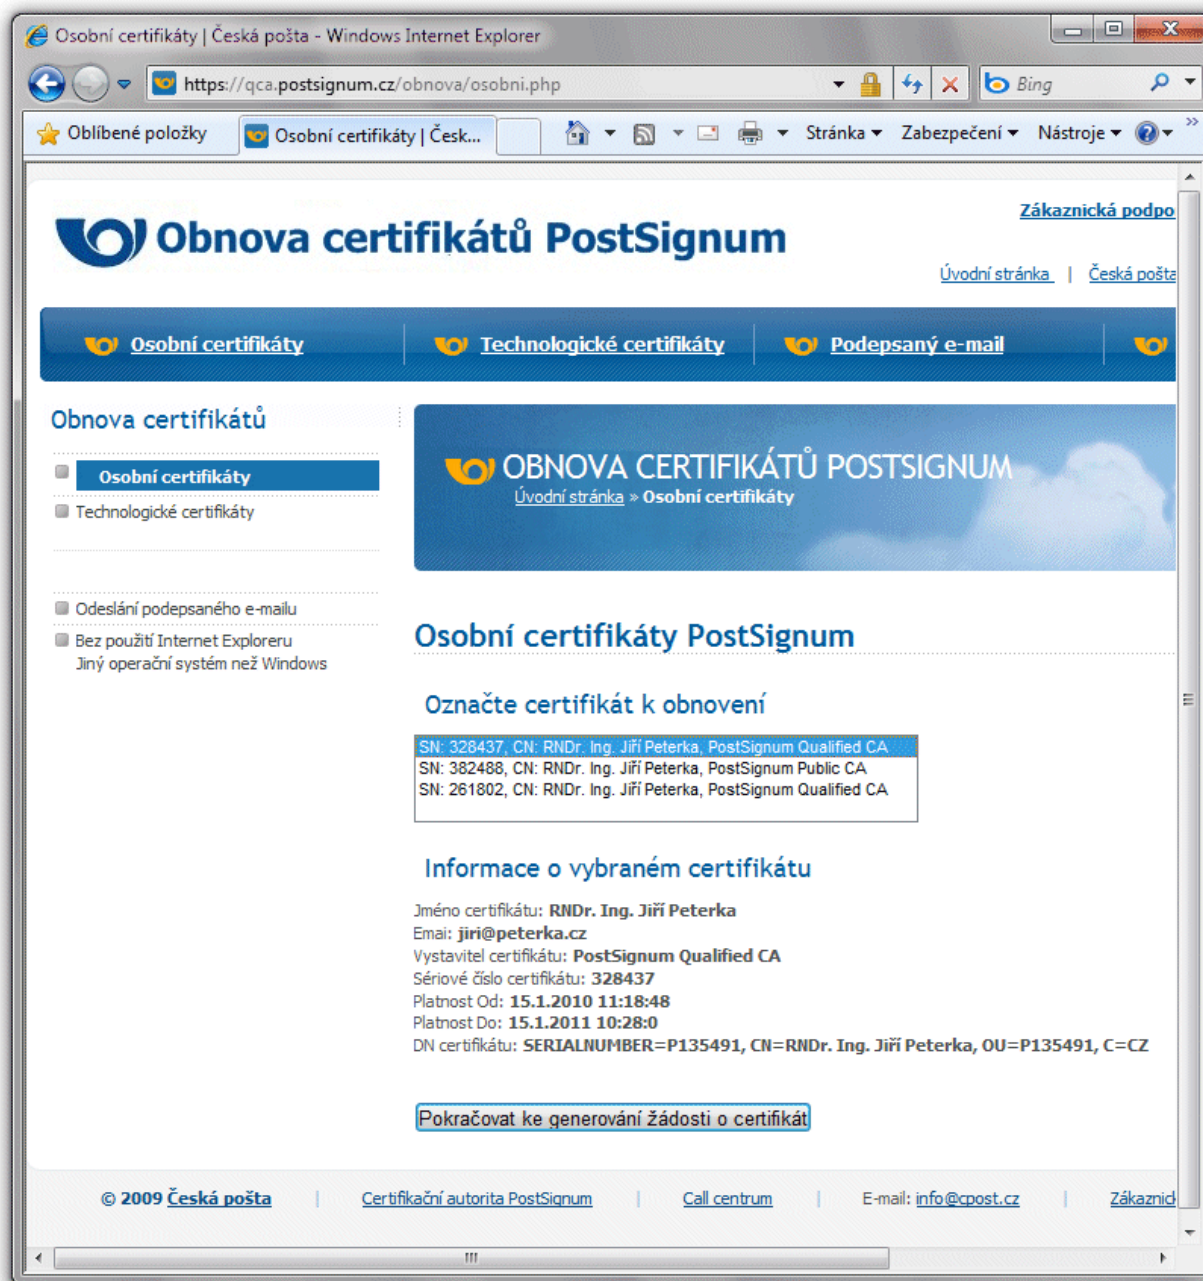 Osobní certifikáty | Česká pošta - Windows Internet Explorer
https://qca.postsignum.cz/obnova/osobni.php
Bing
Oblíbené položky
Osobní certifikáty | Česk...
Stránka
Zabezpečení
Nástroje
Zákaznická podpo
Obnova certifikátů PostSignum
Úvodní stránka | Česká pošta
Osobní certifikáty
Technologické certifikáty
Podepsaný e-mail
Obnova certifikátů
Osobní certifikáty
Technologické certifikáty
Odeslání podepsaného e-mailu
Bez použití Internet Exploreru
Jiný operační systém než Windows
OBNOVA CERTIFIKÁTŮ POSTSIGNUM
Úvodní stránka » Osobní certifikáty
Osobní certifikáty PostSignum
Označte certifikát k obnovení
SN: 328437, CN: RNDr. Ing. Jiří Peterka, PostSignum Qualified CA
SN: 382488, CN: RNDr. Ing. Jiří Peterka, PostSignum Public CA
SN: 261802, CN: RNDr. Ing. Jiří Peterka, PostSignum Qualified CA
Informace o vybraném certifikátu
Jméno certifikátu: RNDr. Ing. Jiří Peterka
Emai: jiri@peterka.cz
Vystavitel certifikátu: PostSignum Qualified CA
Sériové číslo certifikátu: 328437
Platnost Od: 15.1.2010 11:18:48
Platnost Do: 15.1.2011 10:28:0
DN certifikátu: SERIALNUMBER=P135491, CN=RNDr. Ing. Jiří Peterka, OU=P135491, C=CZ
Pokračovat ke generování žádosti o certifikát
© 2009 Česká pošta | Certifikační autorita PostSignum | Call centrum | E-mail: info@cpost.cz | Zákaznick